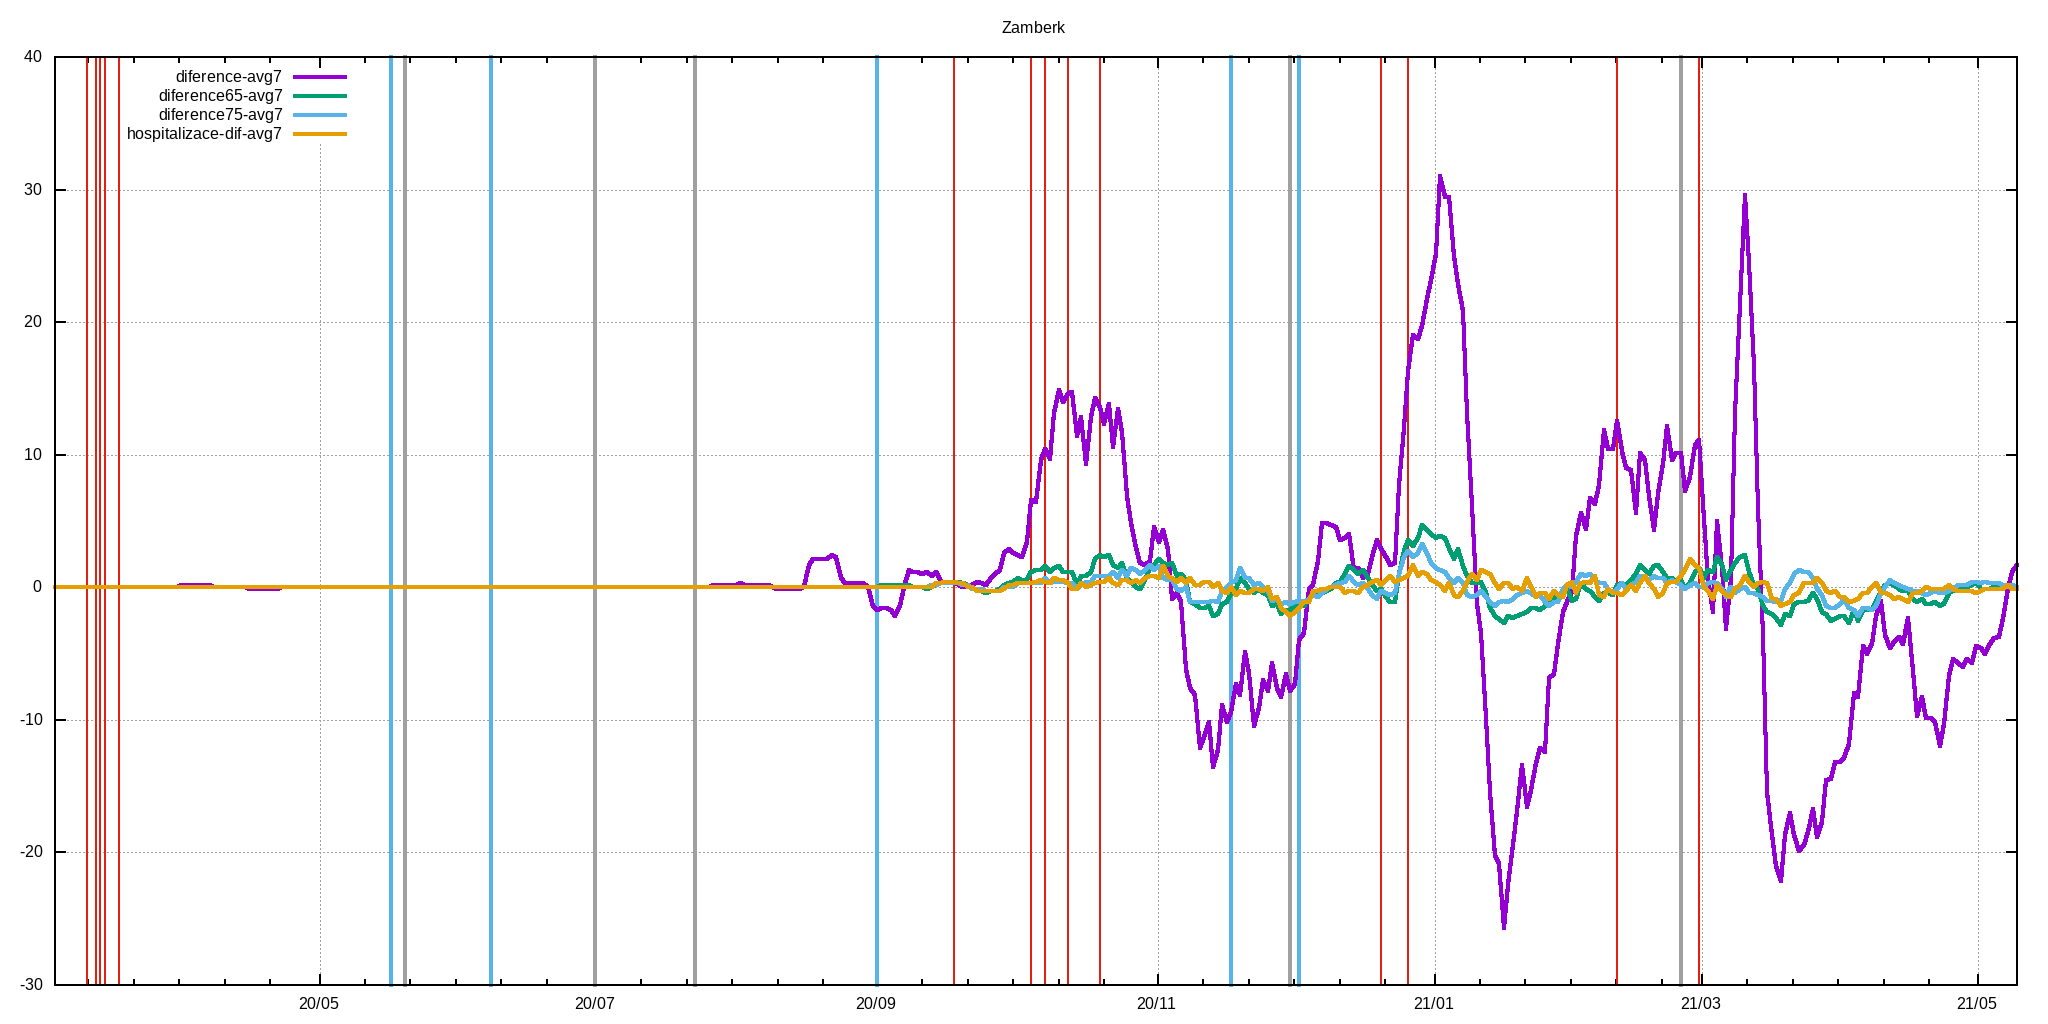 Zamberk
40
diference-avg7
diference65-avg7
diference75-avg7
hospitalizace-dif-avg7
30
20
10
0
-10
-20
-30
20/05 20/07 20/09 20/11 21/01 21/03 21/05